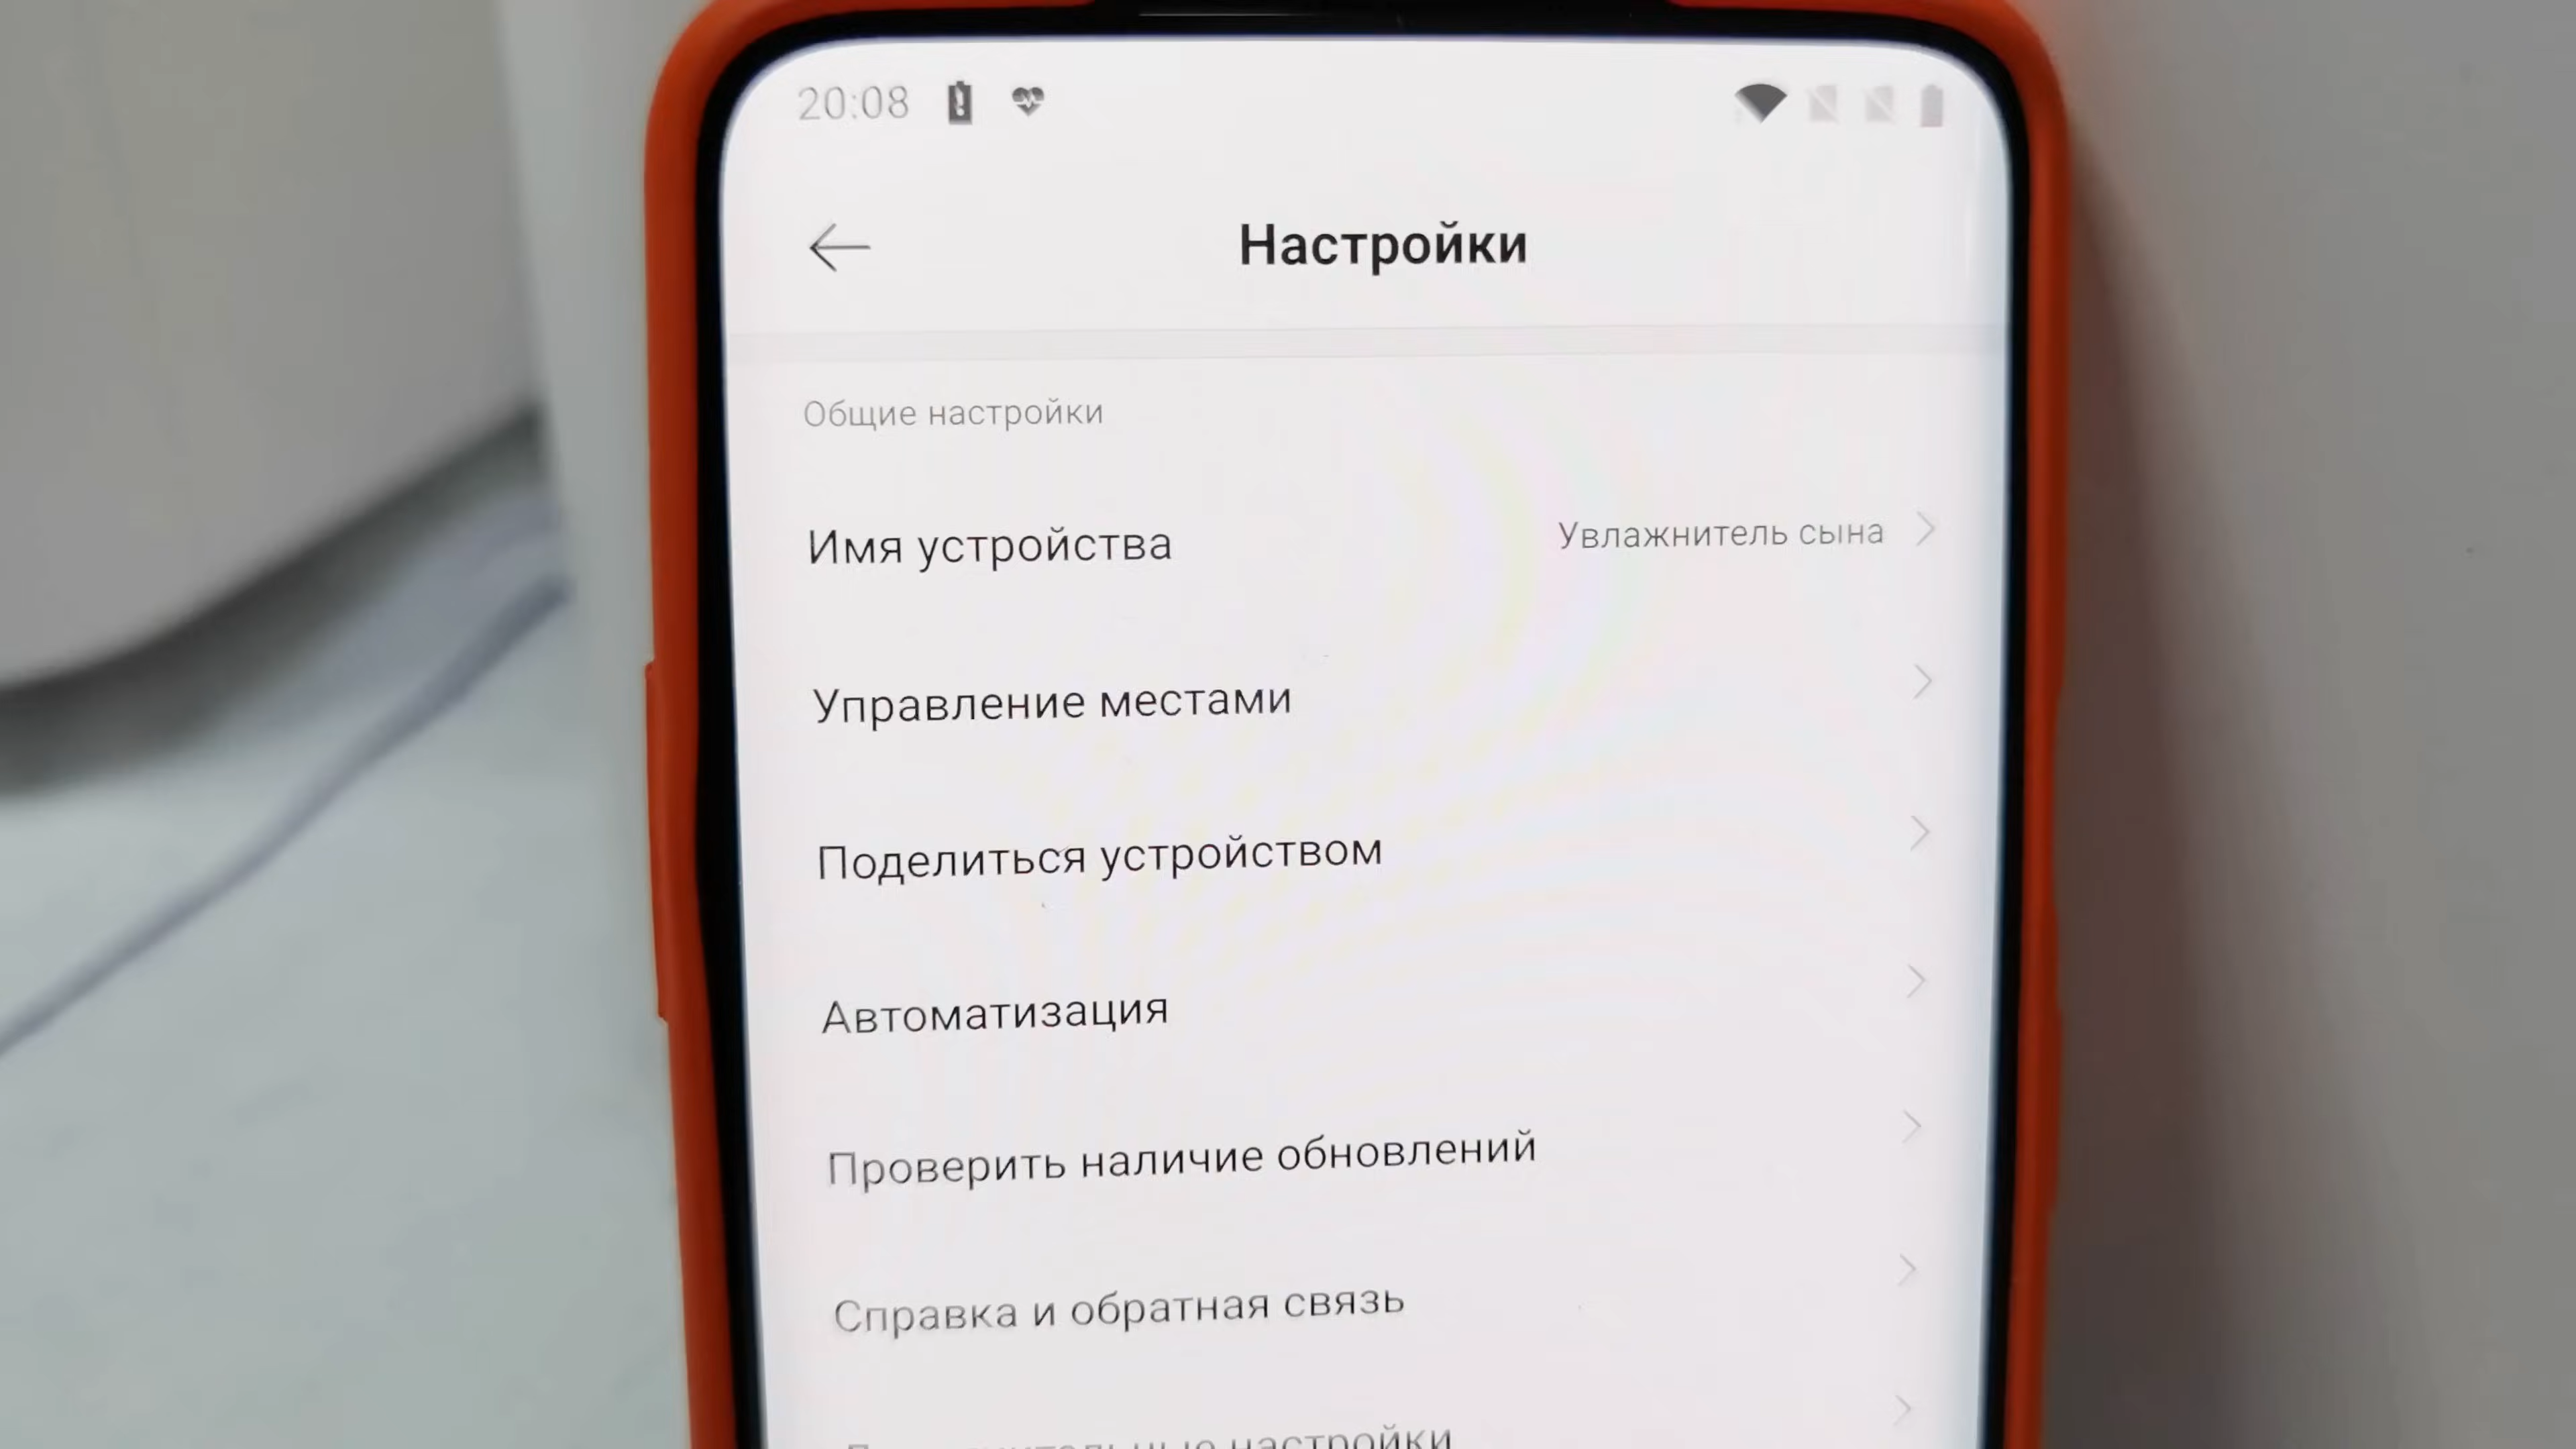 20:08
Настройки
Общие настройки
Имя устройства
Увлажнитель сына
Управление местами
Поделиться устройством
Автоматизация
Проверить наличие обновлений
Справка и обратная связь
настройки